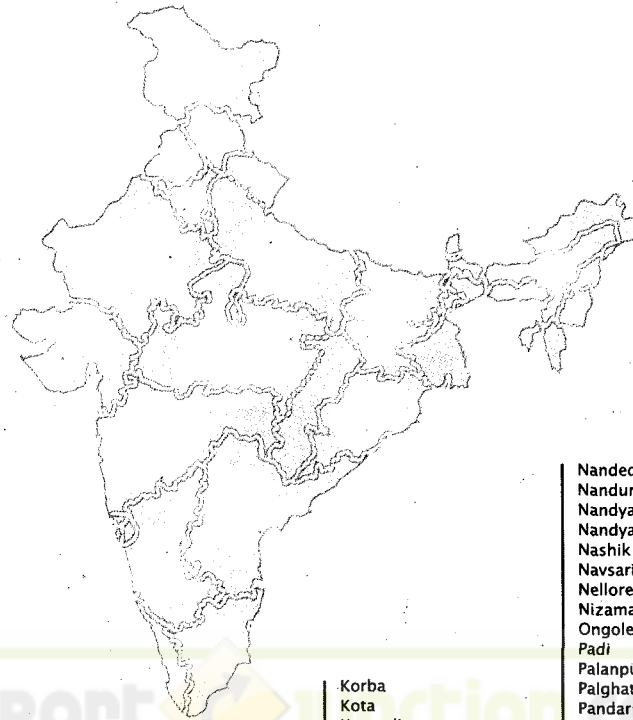 Korba
Kota
Nanded
Nandur
Nandya
Nandya
Nashik
Navsari
Nellore
Nizama
Ongole
Padi
Palanpu
Palghat
Pandar